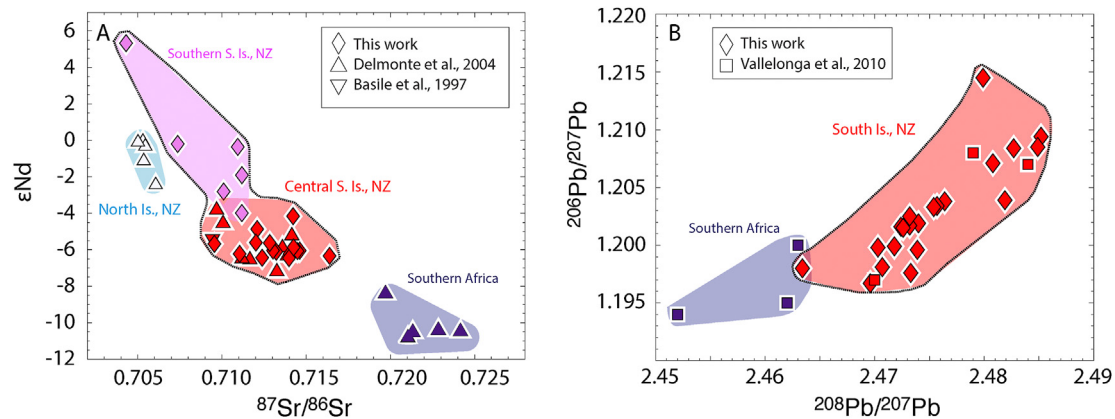 A
Southern S. Is., NZ
This work
Delmonte et al., 2004
Basile et al., 1997
North Is., NZ
Central S. Is., NZ
Southern Africa
6
4
2
0
-2
-4
-6
-8
-10
-12
εNd
0.705
0.710
0.715
0.720
0.725
87Sr/86Sr
B
This work
Vallelonga et al., 2010
South Is., NZ
Southern Africa
1.220
1.215
1.210
1.205
1.200
1.195
206Pb/207Pb
2.45
2.46
2.47
2.48
2.49
208Pb/207Pb